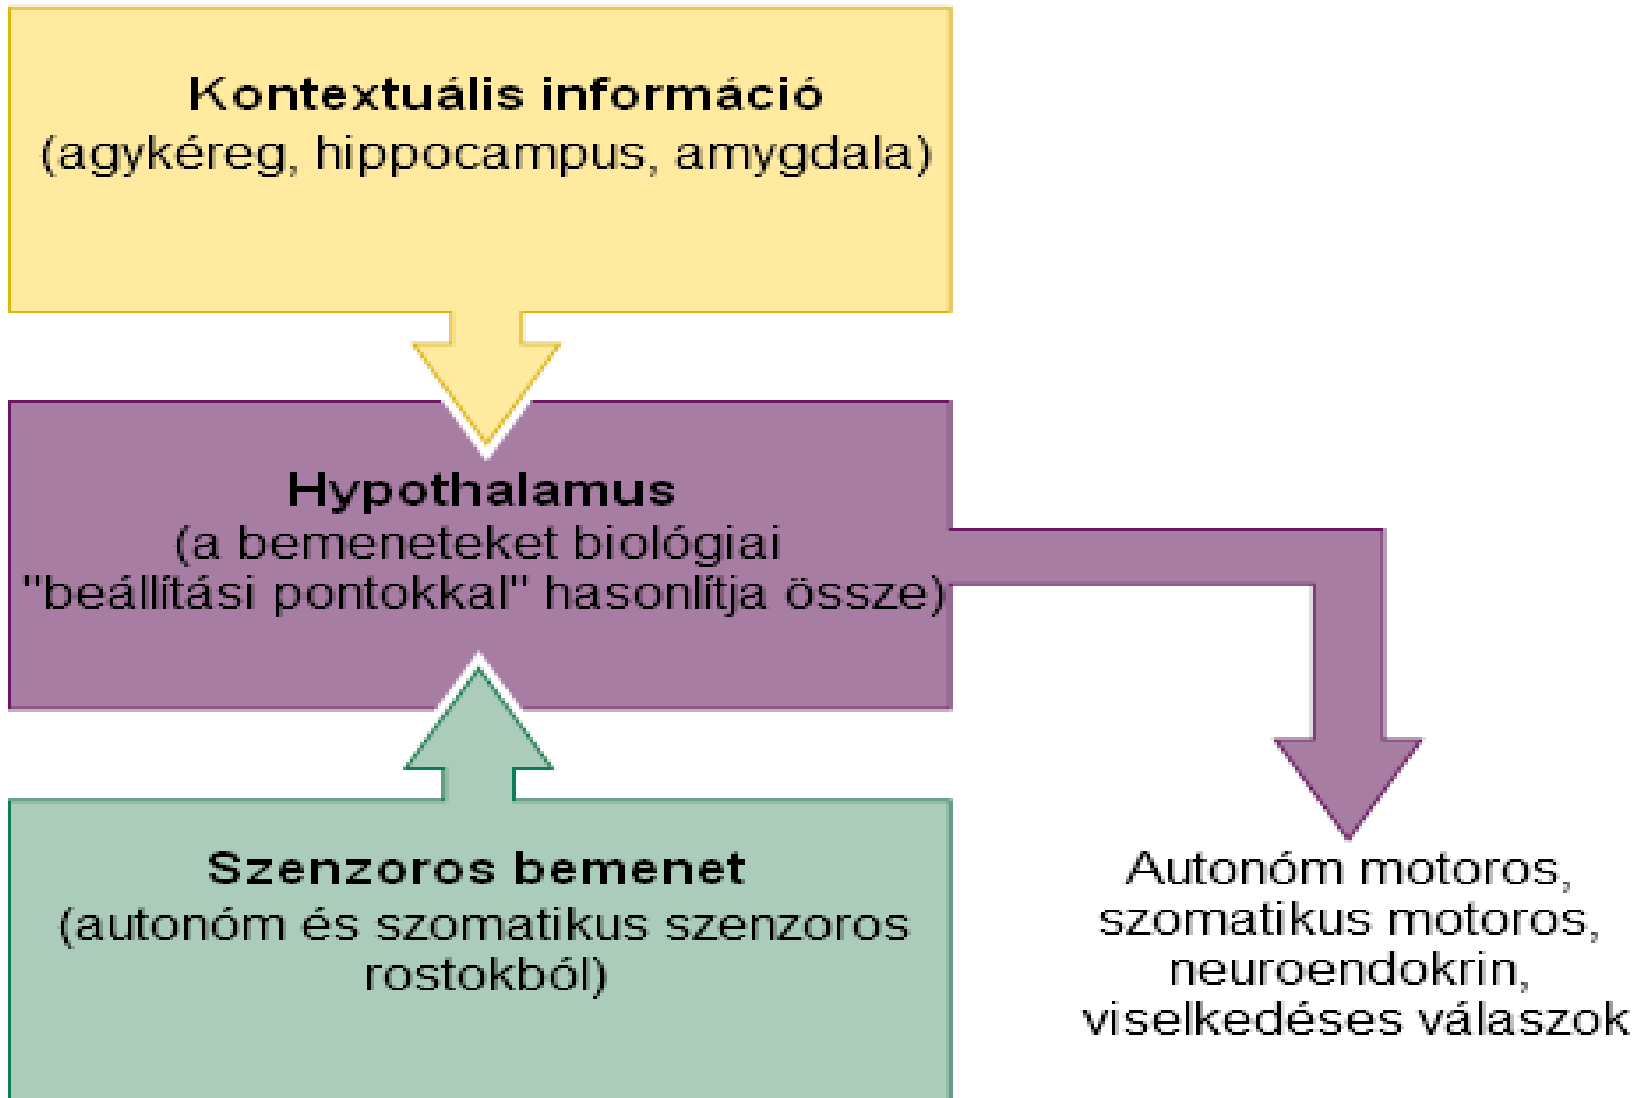 Kontextuális információ
(agykéreg, hippocampus, amygdala)
Hypothalamus
(a bemeneteket biológiai
"beállítási pontokkal" hasonlítja össze)
Szenzoros bemenet
(autonóm és szomatikus szenzoros
rostokból)
Autonóm motoros,
szomatikus motoros,
neuroendokrin,
viselkedéses válaszok